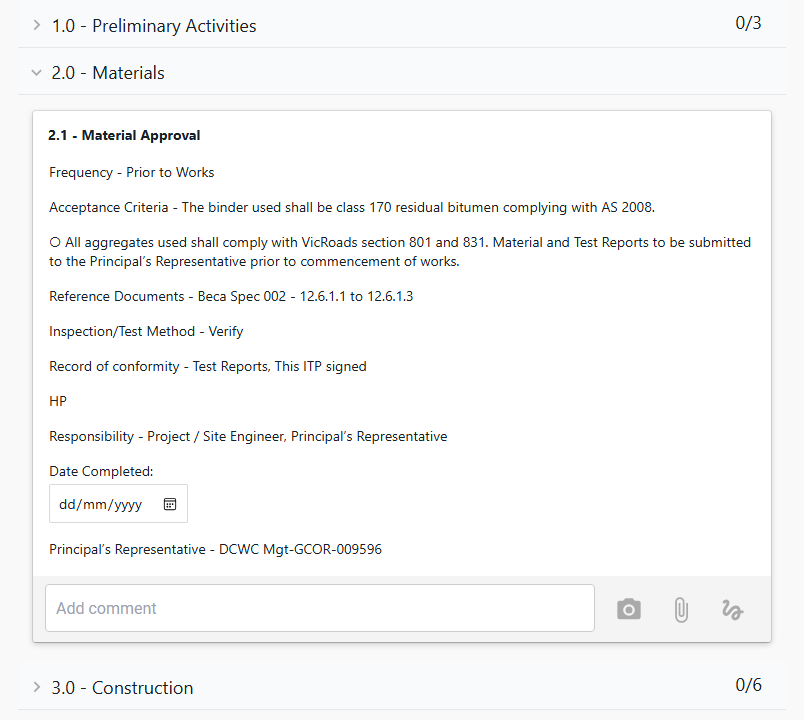 1.0 - Preliminary Activities 0/3
2.0 - Materials
2.1 - Material Approval
Frequency - Prior to Works
Acceptance Criteria - The binder used shall be class 170 residual bitumen complying with AS 2008.
O All aggregates used shall comply with VicRoads section 801 and 831. Material and Test Reports to be submitted
to the Principal’s Representative prior to commencement of works.
Reference Documents - Beca Spec 002 - 12.6.1.1 to 12.6.1.3
Inspection/Test Method - Verify
Record of conformity - Test Reports, This ITP signed
HP
Responsibility - Project / Site Engineer, Principal’s Representative
Date Completed:
dd/mm/yyyy
Principal’s Representative - DCWC Mgt-GCOR-009596
Add comment
3.0 - Construction 0/6